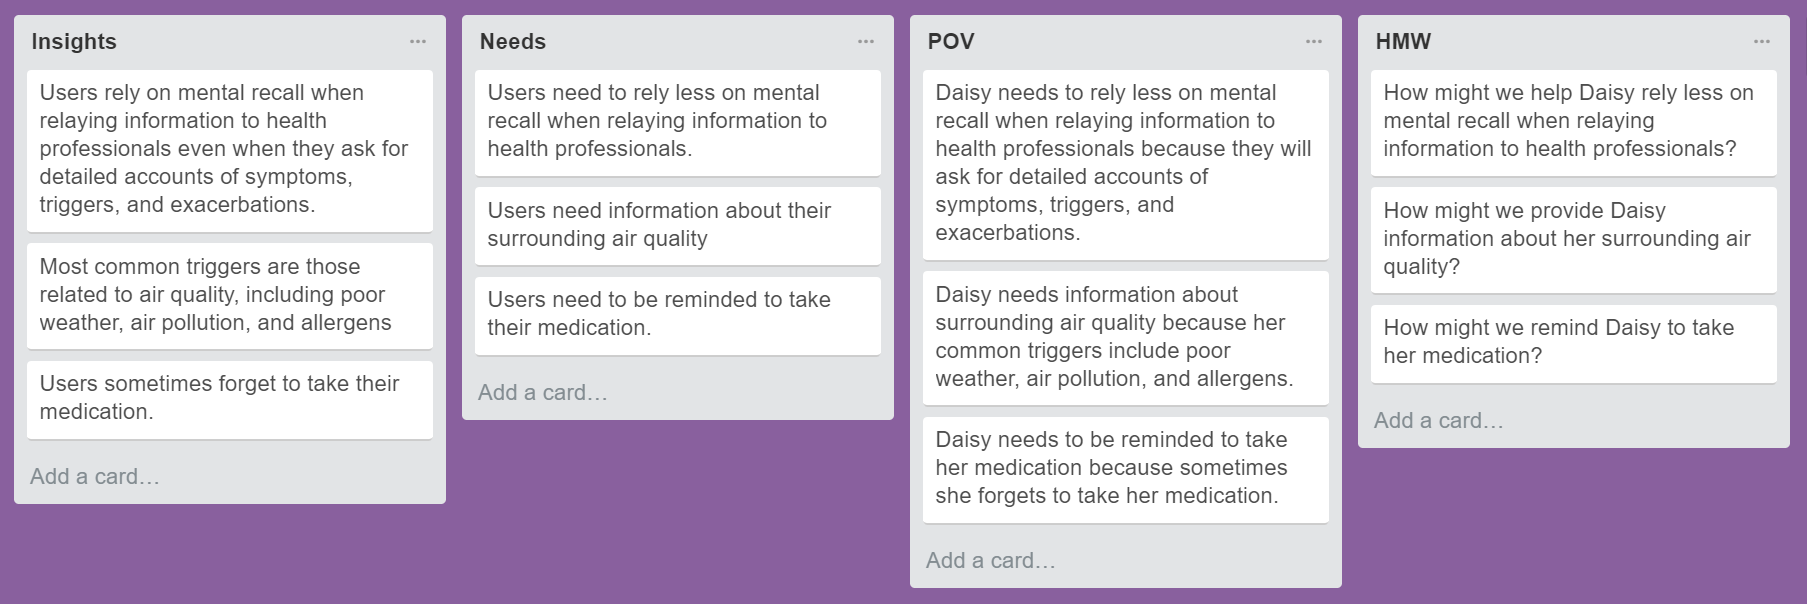 Insights
Users rely on mental recall when
relaying information to health
professionals even when they ask for
detailed accounts of symptoms,
triggers, and exacerbations.
Most common triggers are those
related to air quality, including poor
weather, air pollution, and allergens
Users sometimes forget to take their
medication.
Add a card…
Needs
Users need to rely less on mental
recall when relaying information to
health professionals.
Users need information about their
surrounding air quality
Users need to be reminded to take
their medication.
Add a card…
POV
Daisy needs to rely less on mental
recall when relaying information to
health professionals because they will
ask for detailed accounts of
symptoms, triggers, and
exacerbations.
Daisy needs information about
surrounding air quality because her
common triggers include poor
weather, air pollution, and allergens.
Daisy needs to be reminded to take
her medication because sometimes
she forgets to take her medication.
Add a card…
HMW
How might we help Daisy rely less on
mental recall when relaying
information to health professionals?
How might we provide Daisy
information about her surrounding air
quality?
How might we remind Daisy to take
her medication?
Add a card…